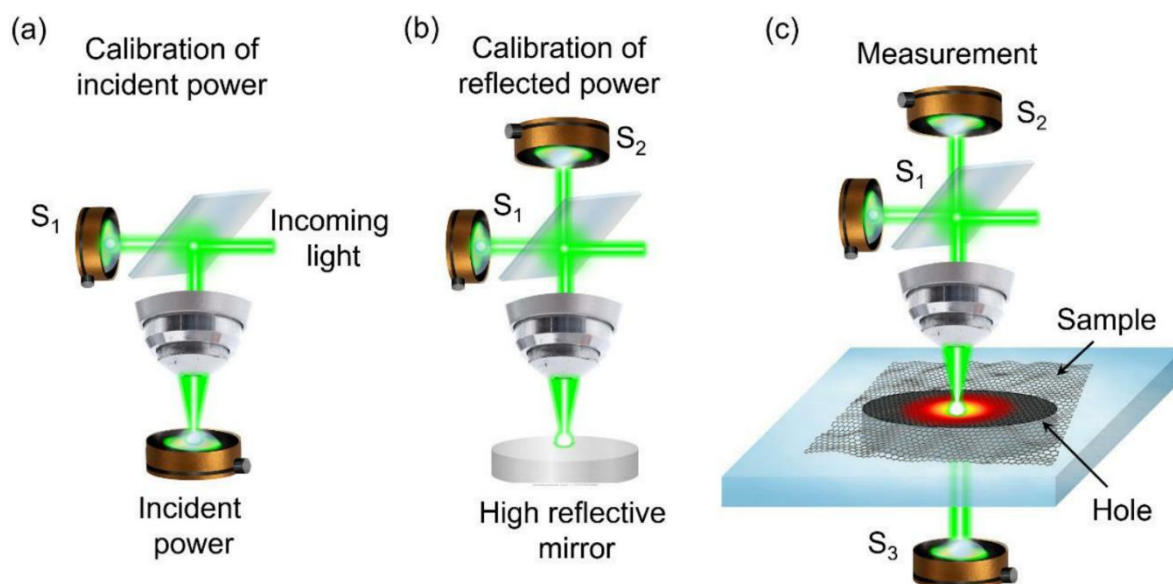 (a)
Calibration of
incident power
S1
Incoming
light
Incident
power
(b)
Calibration of
reflected power
S2
S1
High reflective
mirror
(c)
Measurement
S2
S1
Sample
Hole
S3